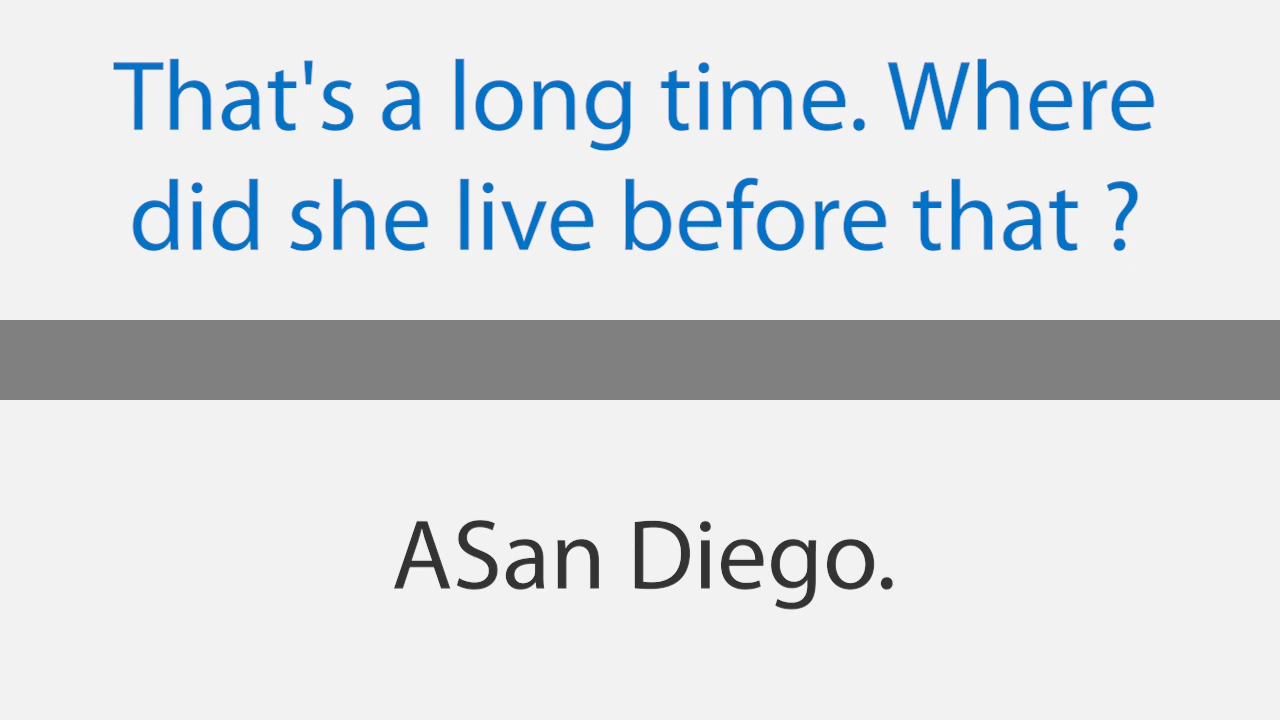 That's a long time. Where
did she live before that ?
ASan Diego.